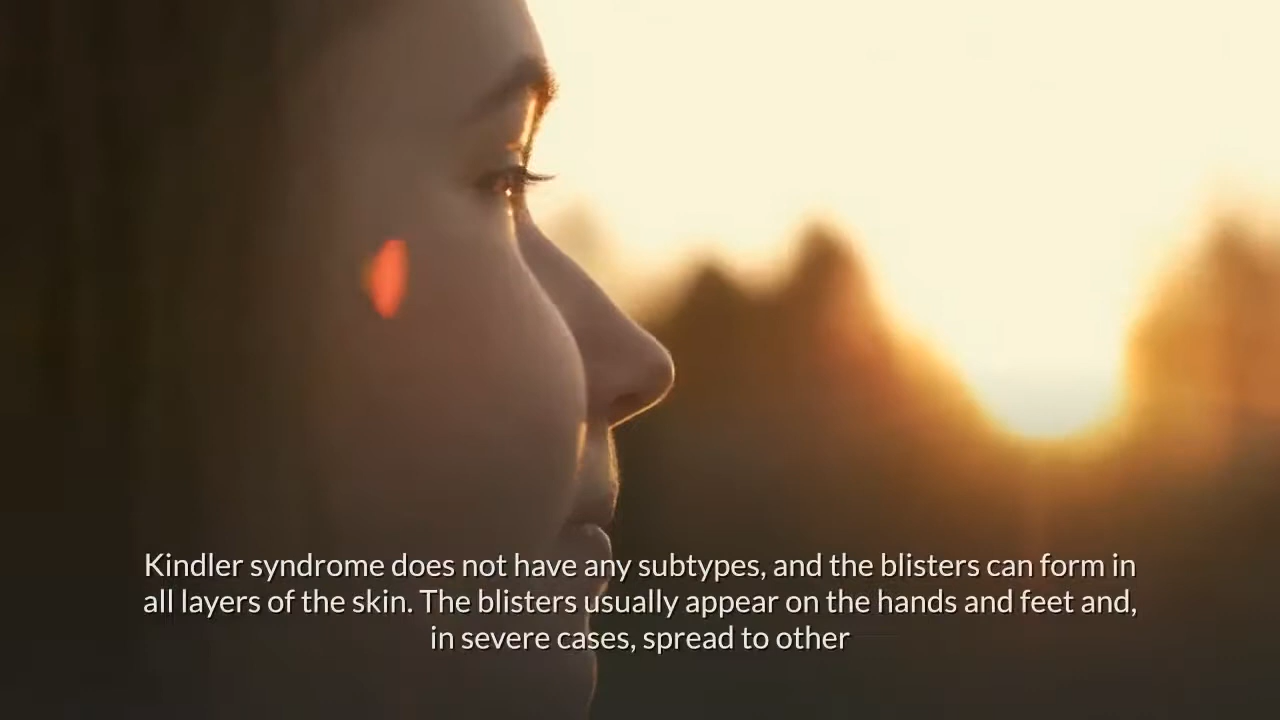 Kindler syndrome does not have any subtypes, and the blisters can form in
all layers of the skin. The blisters usually appear on the hands and feet and,
in severe cases, spread to other